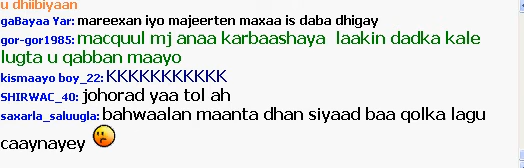 u dhiibiyaan
gaBayaa Yar: mareexan iyo majeerten maxaa is daba dhigay
gor-gor1985: macquul mj anaa karbaashaya laakin dadka kale
lugta u qabban maayo
kismaayo boy_22: KKKKKKKKKKK
SHIRWAC_40: johorad yaa tol ah
saxarla_saluugla: bahwaalan maanta dhan siyaad baa qolka lagu
caaynayey